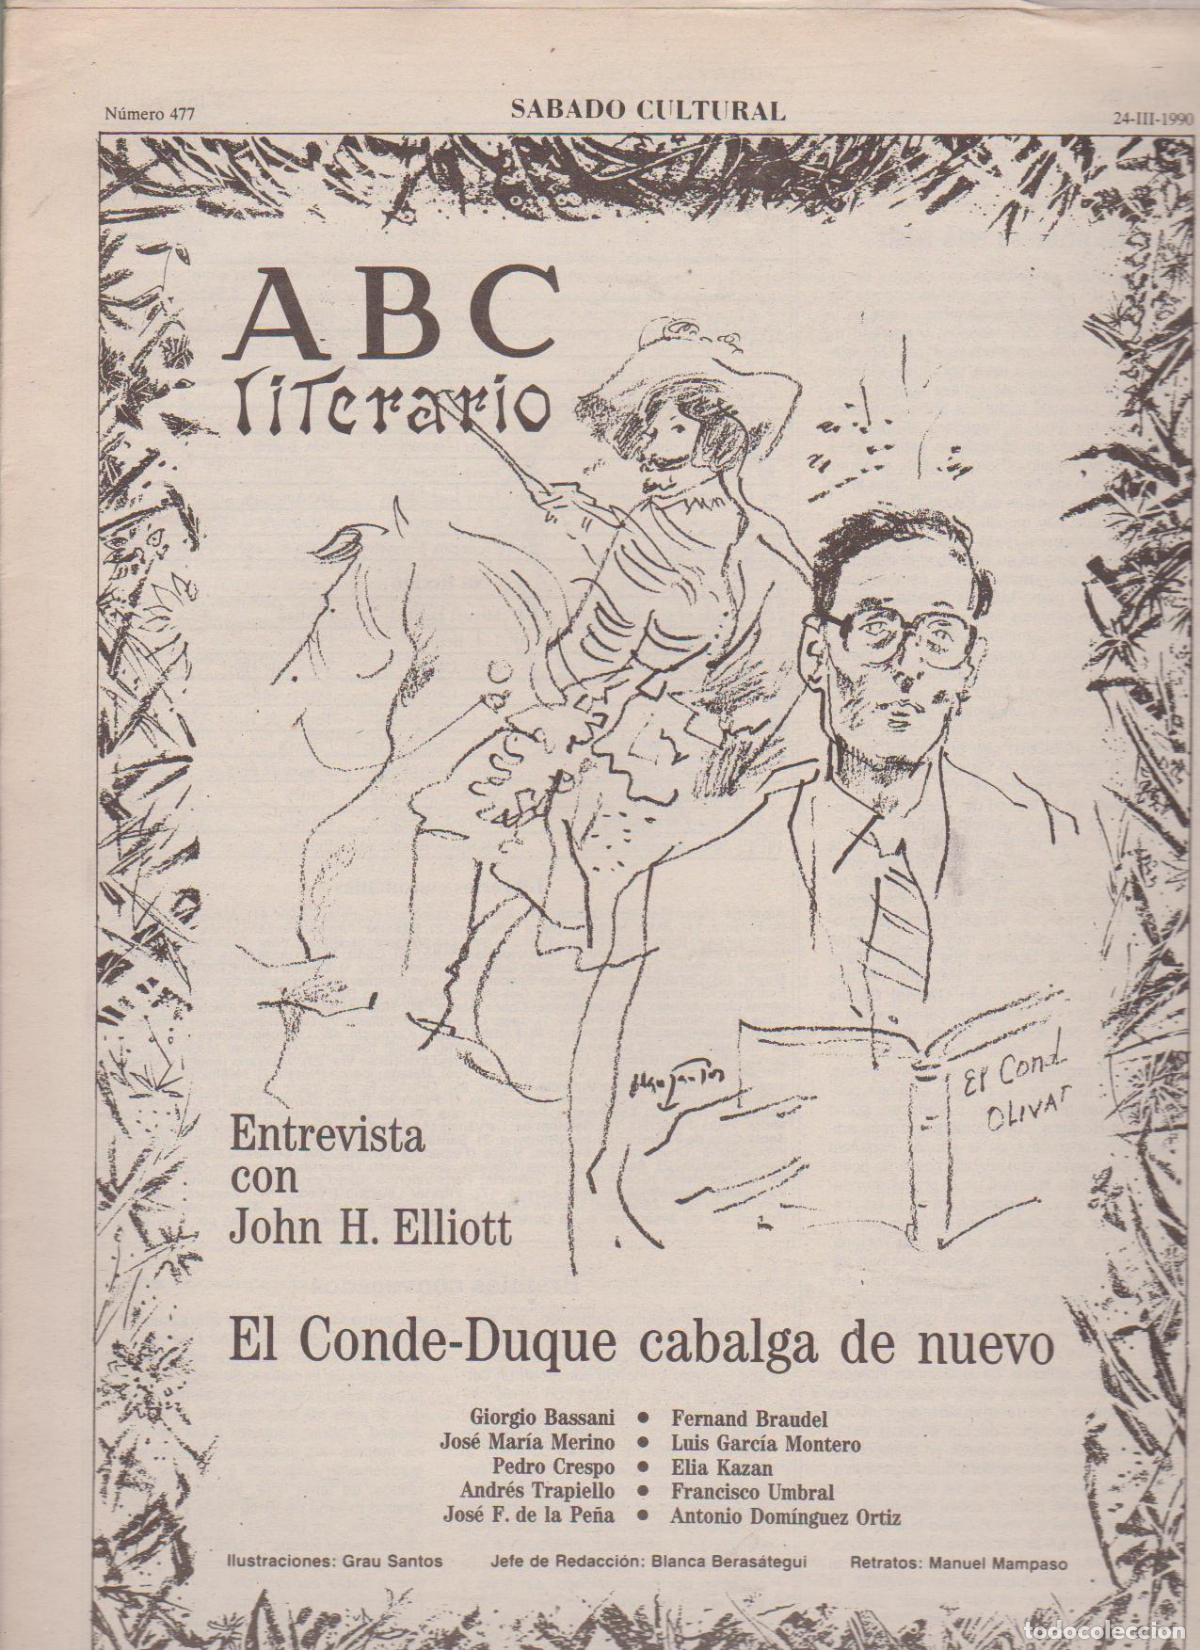 Número 477
SABADO CULTURAL
24-III-1990
ABC
literario
El Cond
OLIVAT
Entrevista
con
John H. Elliott
El Conde-Duque cabalga de nuevo
Giorgio Bassani • Fernand Braudel
José María Merino • Luis García Montero
Pedro Crespo • Elia Kazan
Andrés Trapiello • Francisco Umbral
José F. de la Peña • Antonio Domínguez Ortiz
Ilustraciones: Grau Santos Jefe de Redacción: Blanca Berasátegui Retratos: Manuel Mampaso
todocoleccion